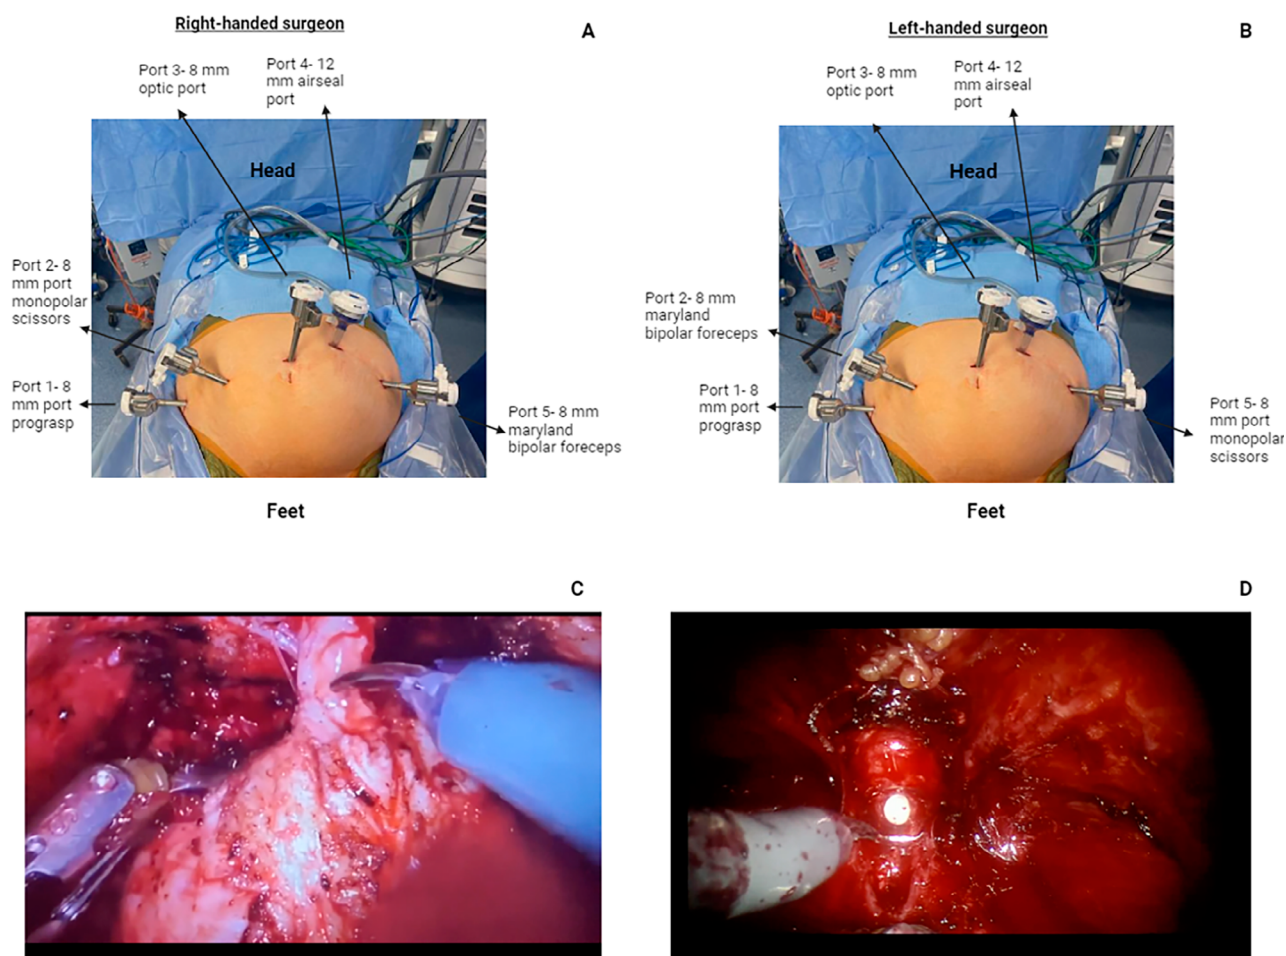 Right-handed surgeon
A
Port 3- 8 mm
optic port
Port 4- 12
mm airseal
port
Head
Port 2- 8
mm port
monopolar
scissors
Port 1- 8
mm port
prograsp
Port 5- 8 mm
maryland
bipolar foreceps
Feet
Left-handed surgeon
B
Port 3- 8 mm
optic port
Port 4- 12
mm airseal
port
Head
Port 2- 8 mm
maryland
bipolar foreceps
Port 1- 8
mm port
prograsp
Port 5- 8
mm port
monopolar
scissors
Feet
C
D